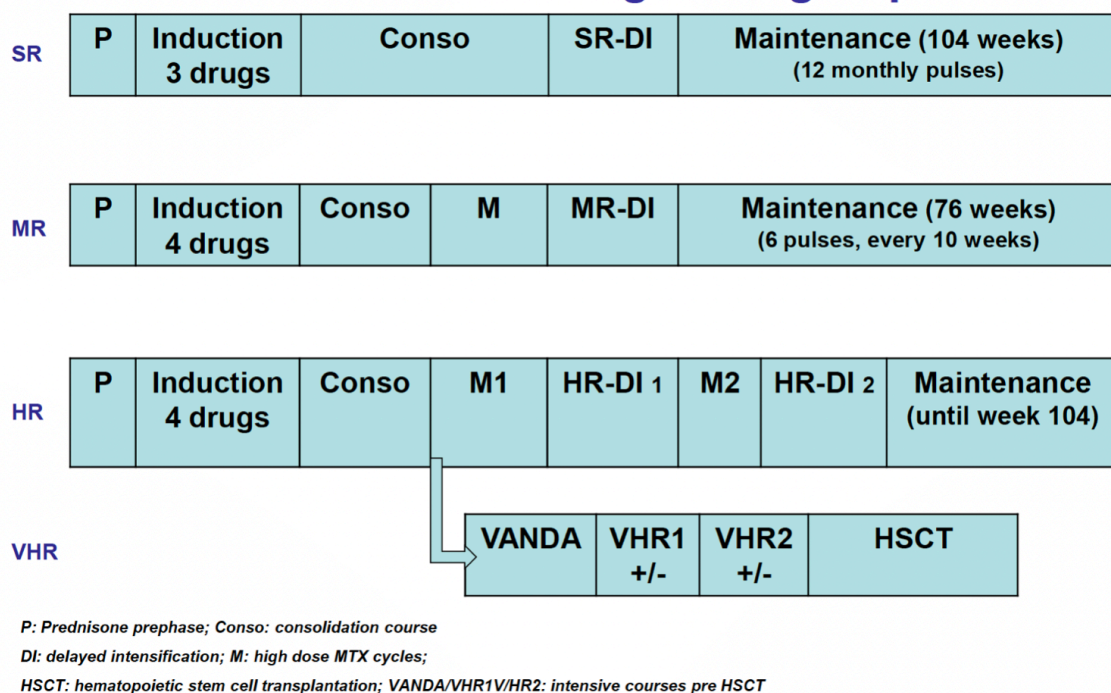 SR
P
Induction
3 drugs
Conso
SR-DI
Maintenance (104 weeks)
(12 monthly pulses)
MR
P
Induction
4 drugs
Conso
M
MR-DI
Maintenance (76 weeks)
(6 pulses, every 10 weeks)
HR
P
Induction
4 drugs
Conso
M1
HR-DI 1
M2
HR-DI 2
Maintenance
(until week 104)
VHR
VANDA
VHR1
+/-
VHR2
+/-
HSCT
P: Prednisone prephase; Conso: consolidation course
DI: delayed intensification; M: high dose MTX cycles;
HSCT: hematopoietic stem cell transplantation; VANDA/VHR1V/HR2: intensive courses pre HSCT